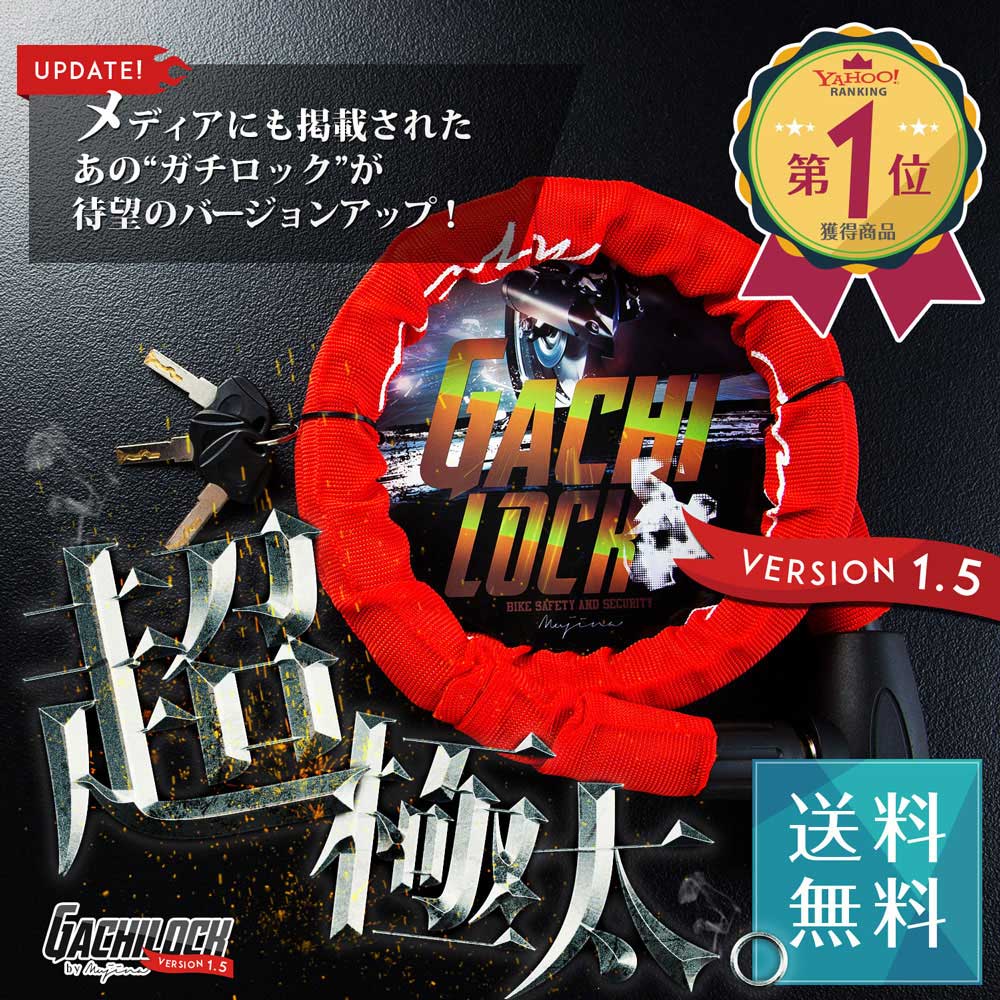 UPDATE!
メディアにも掲載された
あの“ガチロック”が
待望のバージョンアップ！
YAHOO!
RANKING
第1位
獲得商品
GACHI
LOCK
BIKE SAFETY AND SECURITY
Mujina
VERSION 1.5
超極太。
送料
無料
GACHILOCK
by Mujina
VERSION 1.5